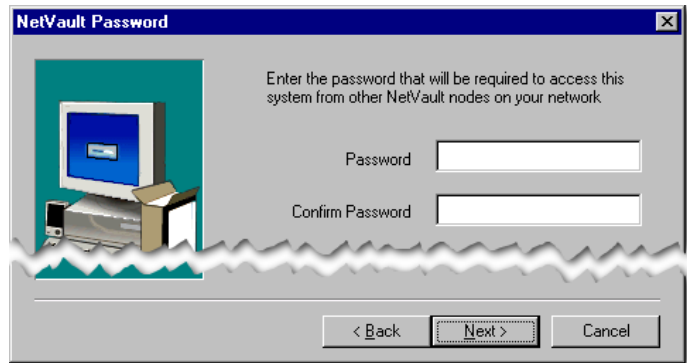 NetVault Password
Enter the password that will be required to access this
system from other NetVault nodes on your network
Password
Confirm Password
< Back
Next >
Cancel